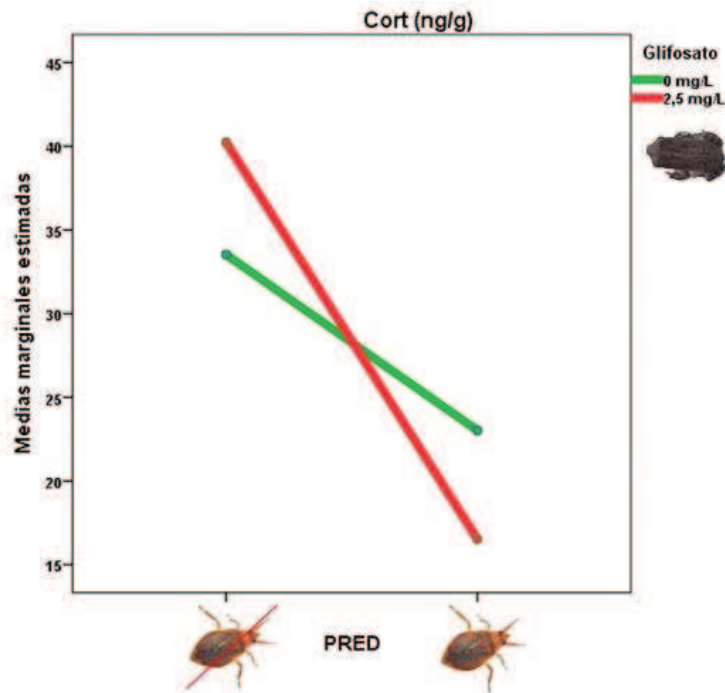 Cort (ng/g)
Glifosato
0 mg/L
2,5 mg/L
Medias marginales estimadas
45
40
35
30
25
20
15
PRED